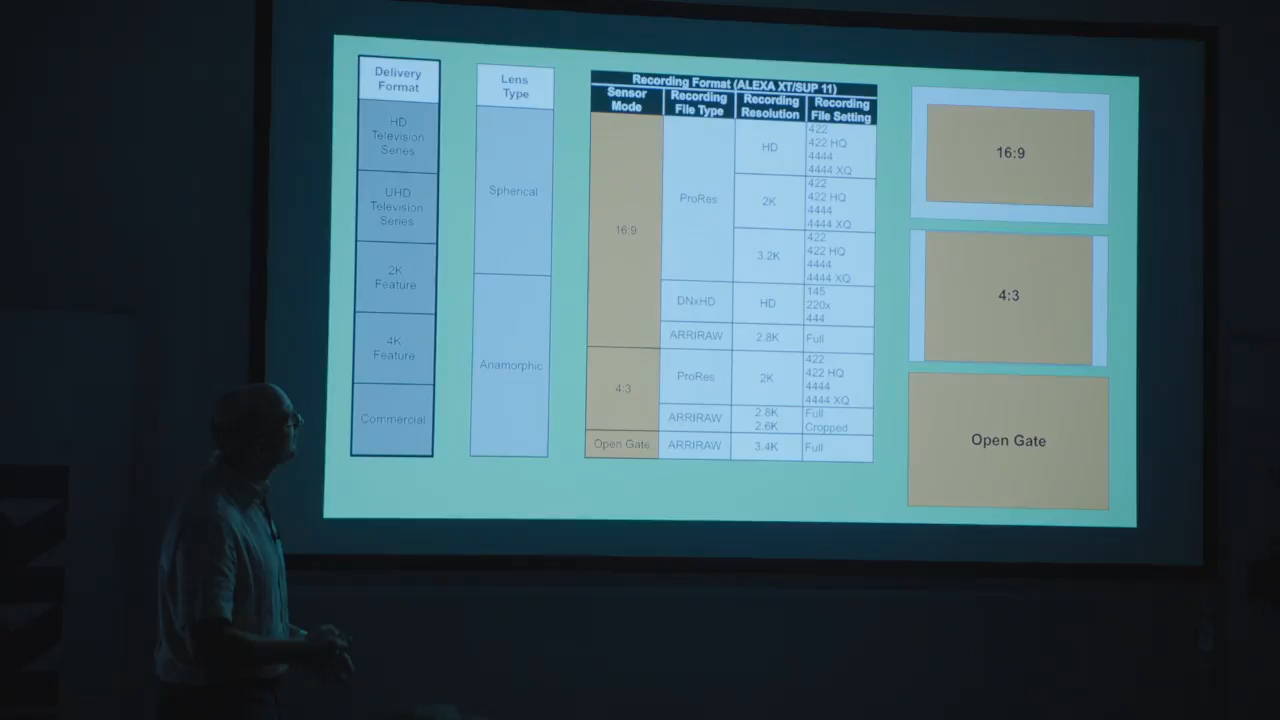 Delivery
Format
HD
Television
Series
UHD
Television
Series
2K
Feature
4K
Feature
Commercial
Lens
Type
Spherical
Anamorphic
Recording Format (ALEXA XT/SUP 11)
Sensor
Mode
Recording
File Type
Recording
Resolution
Recording
File Setting
16:9
ProRes
HD
422
422 HQ
4444
4444 XQ
2K
422
422 HQ
4444
4444 XQ
3.2K
422
422 HQ
4444
4444 XQ
DNxHD
HD
145
220x
444
ARRIRAW
2.8K
Full
4:3
ProRes
2K
422
422 HQ
4444
4444 XQ
ARRIRAW
2.8K
2.6K
Full
Cropped
Open Gate
ARRIRAW
3.4K
Full
16:9
4:3
Open Gate